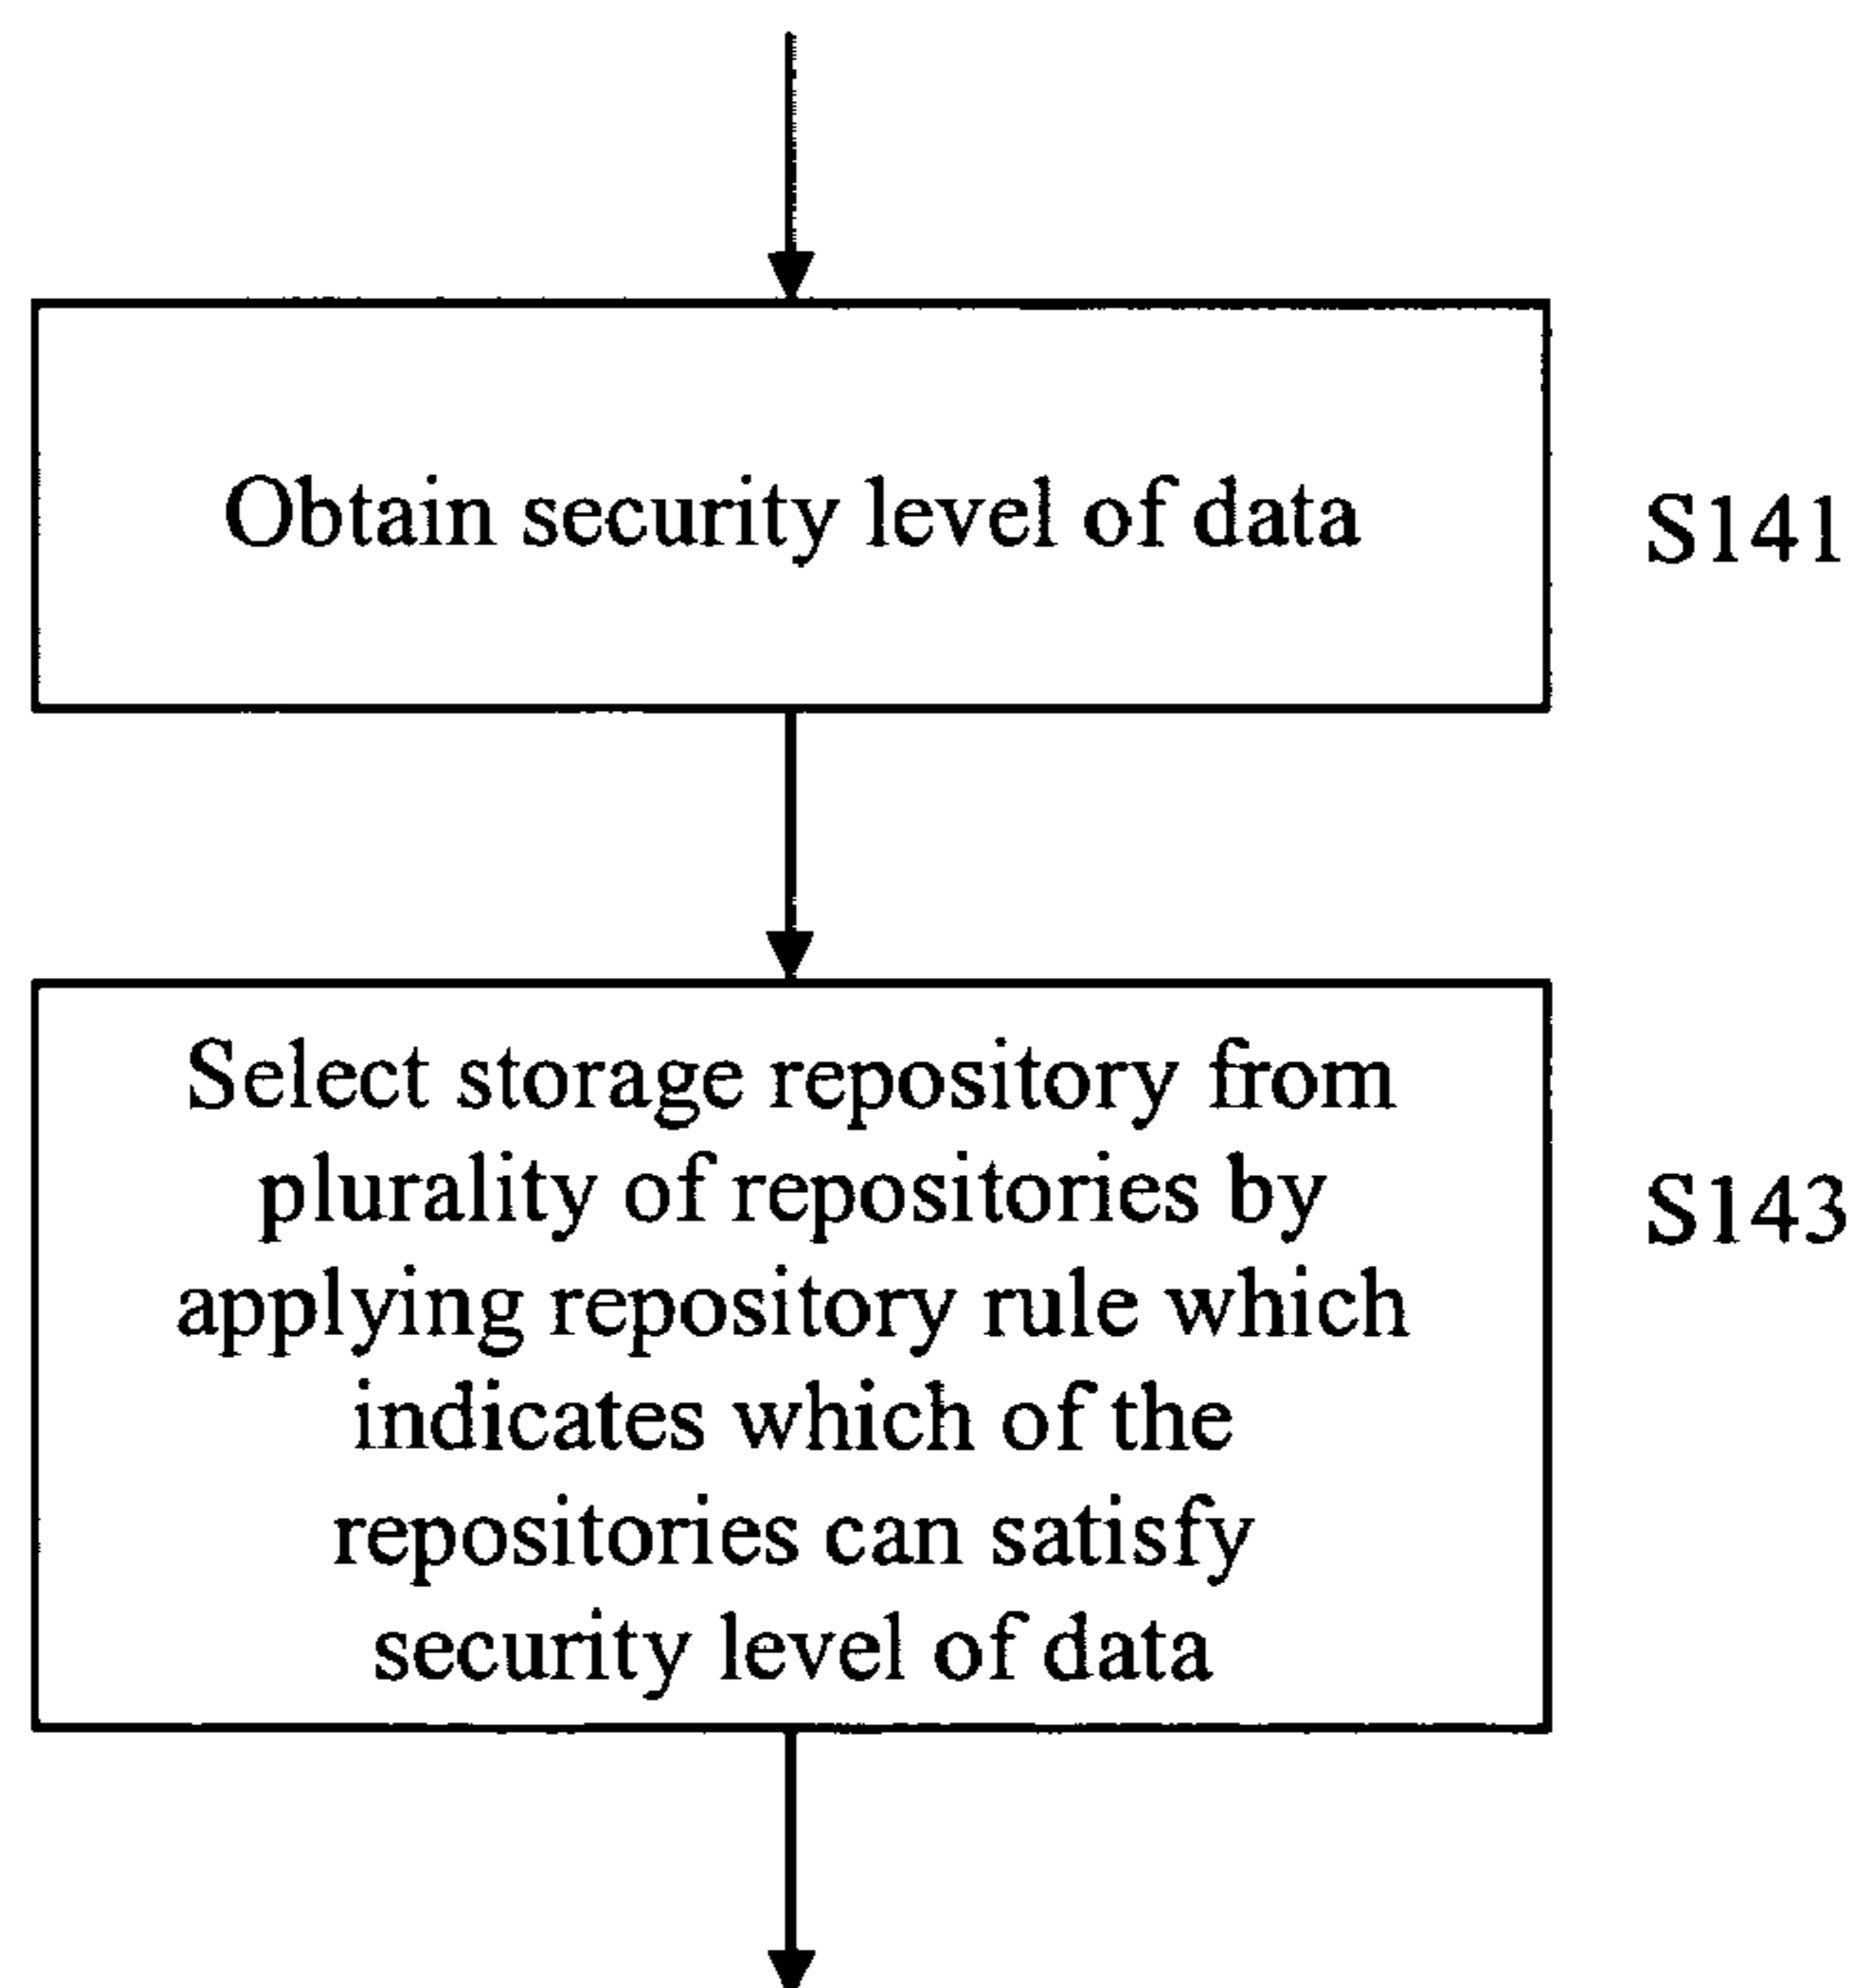 Obtain security level of data
S141
Select storage repository from
plurality of repositories by
S143
applying repository rule which
indicates which of the
repositories can satisfy
security level of data